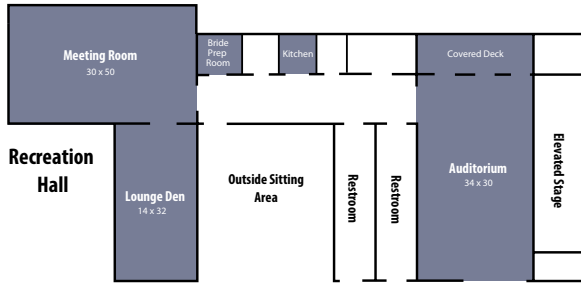 Meeting Room
30 x 50
Bride
Prep
Room
Kitchen
Covered Deck
Recreation
Hall
Lounge Den
14 x 32
Outside Sitting
Area
Restroom
Restroom
Auditorium
34 x 30
Elevated Stage